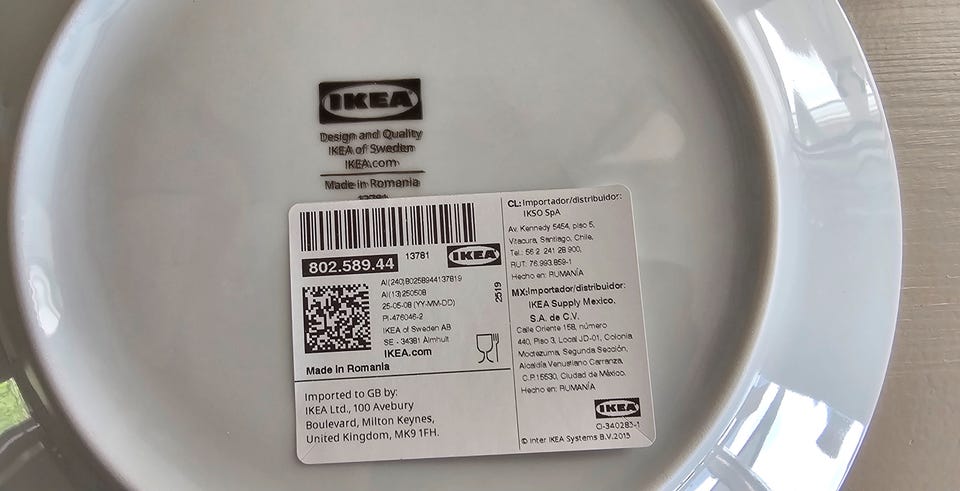 IKEA
Design and Quality
IKEA of Sweden
IKEA.com
Made in Romania
13781
802.589.44
13781
IKEA
AI(240)80258944137819
AI(13)250508
25-05-08 (YY-MM-DD)
PI-476046-2
IKEA of Sweden AB
SE - 34381 Älmhult
IKEA.com
2519
Made in Romania
Imported to GB by:
IKEA Ltd., 100 Avebury
Boulevard, Milton Keynes,
United Kingdom, MK9 1FH.
CL: Importador/distribuidor:
IKSO SpA
Av. Kennedy 5454, piso 5,
Vitacura, Santiago, Chile,
Tel.: 56 2 241 28 900,
RUT: 76.993.859-1
Hecho en: RUMANÍA
MX: Importador/distribuidor:
IKEA Supply Mexico.
S.A. de C.V.
Calle Oriente 158, número
440, Piso 3, Local JD-01, Colonia
Moctezuma, Segunda Sección,
Alcaldía Venustiano Carranza,
C.P.15530, Ciudad de México.
Hecho en: RUMANÍA
IKEA
CI-340283-1
© Inter IKEA Systems B.V.2015